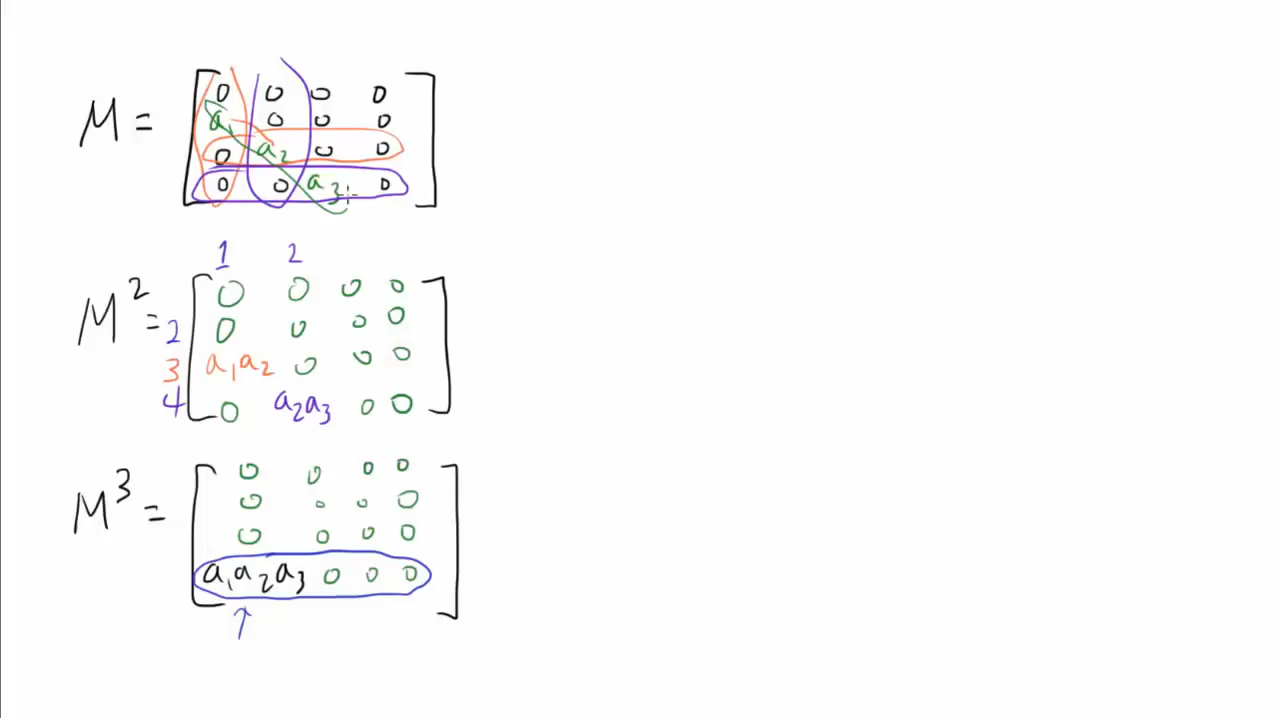 0 0 0 0
M = a₁ 0 0 0
0 a₂ 0 0
0 0 a₃ 0
1 2
0 0 0 0
M² = 2 0 0 0 0
3 a₁a₂ 0 0 0
4 0 a₂a₃ 0 0
0 0 0 0
M³ = 0 0 0 0
0 0 0 0
a₁a₂a₃ 0 0 0